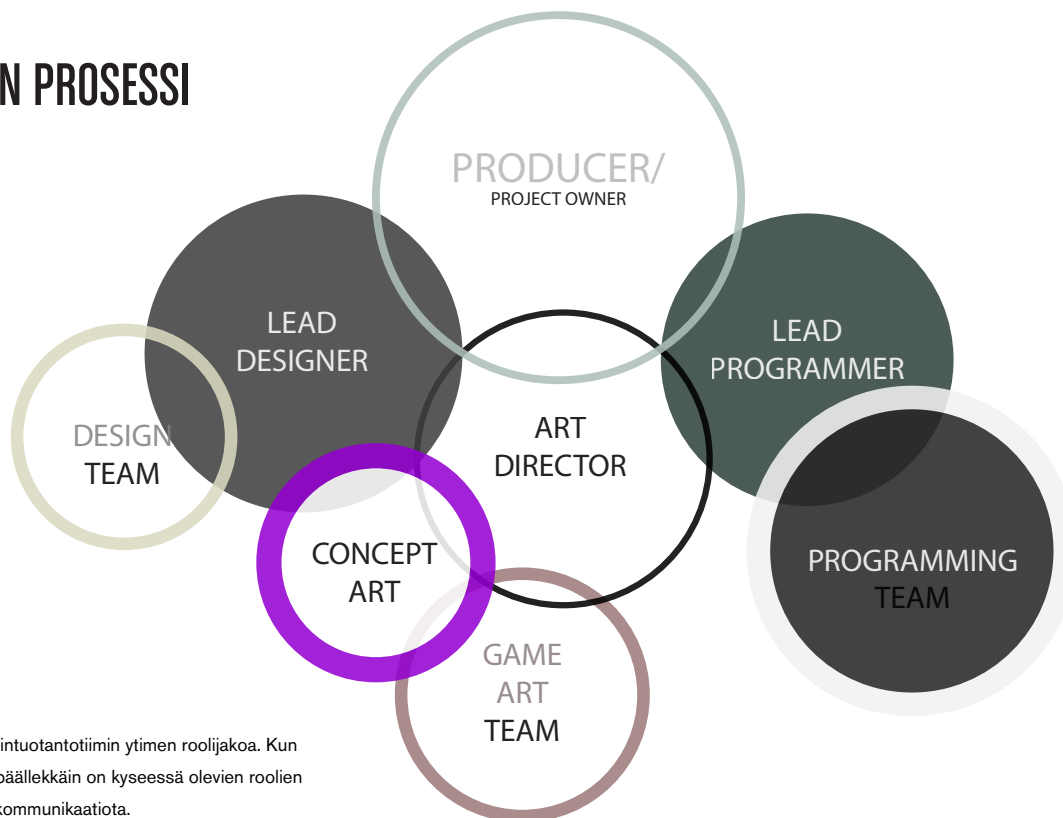 N PROSESSI
PRODUCER/
PROJECT OWNER
LEAD
DESIGNER
LEAD
PROGRAMMER
DESIGN
TEAM
ART
DIRECTOR
CONCEPT
ART
PROGRAMMING
TEAM
GAME
ART
TEAM
intuotantotiimin ytimen roolijakoa. Kun
päällekkäin on kyseessä olevien roolien
kommunikaatiota.